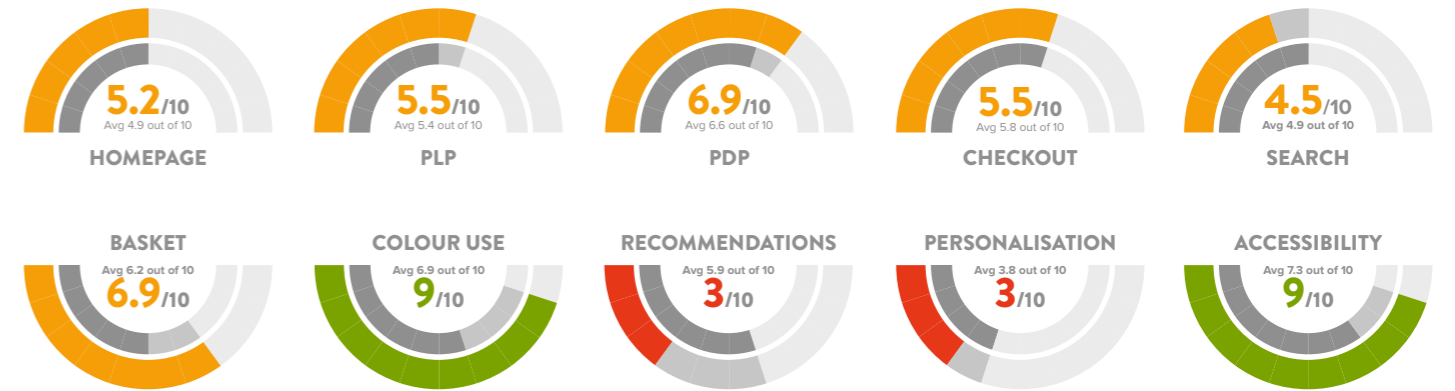 5.2/10
Avg 4.9 out of 10
HOMEPAGE
5.5/10
Avg 5.4 out of 10
PLP
6.9/10
Avg 6.6 out of 10
PDP
5.5/10
Avg 5.8 out of 10
CHECKOUT
4.5/10
Avg 4.9 out of 10
SEARCH
BASKET
Avg 6.2 out of 10
6.9/10
COLOUR USE
Avg 6.9 out of 10
9/10
RECOMMENDATIONS
Avg 5.9 out of 10
3/10
PERSONALISATION
Avg 3.8 out of 10
3/10
ACCESSIBILITY
Avg 7.3 out of 10
9/10